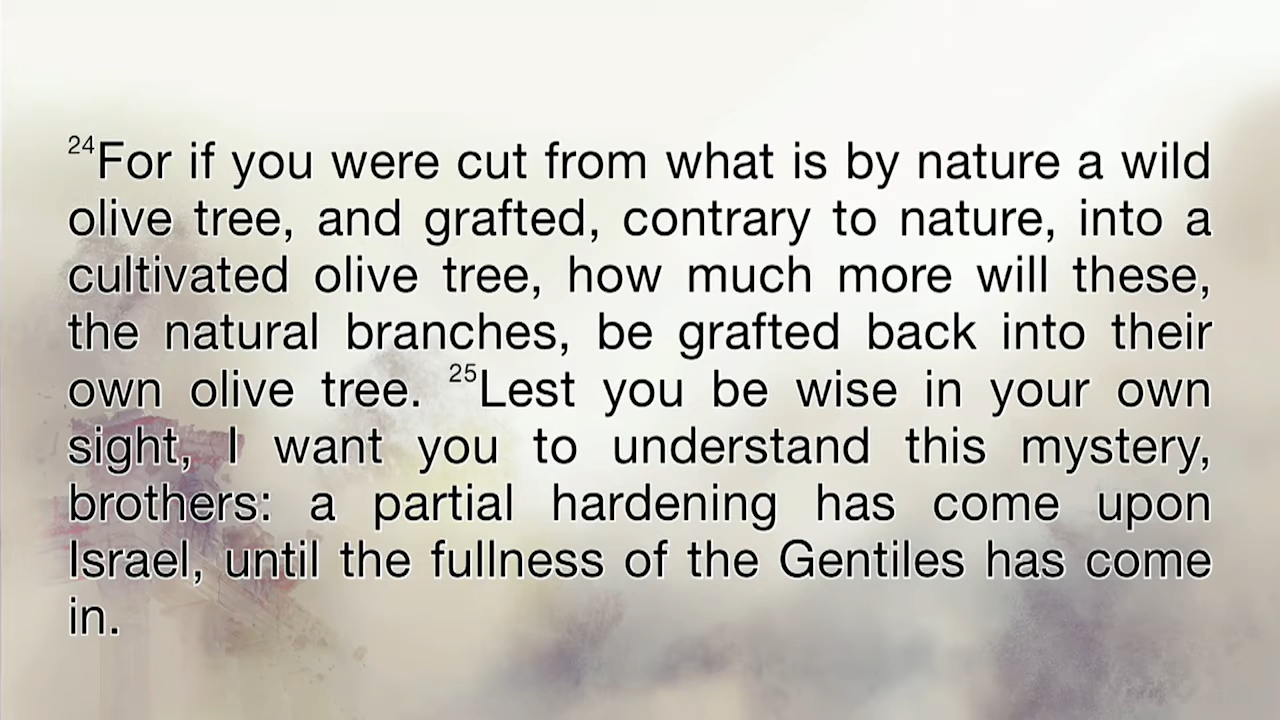 24For if you were cut from what is by nature a wild
olive tree, and grafted, contrary to nature, into a
cultivated olive tree, how much more will these,
the natural branches, be grafted back into their
own olive tree. 25Lest you be wise in your own
sight, I want you to understand this mystery,
brothers: a partial hardening has come upon
Israel, until the fullness of the Gentiles has come
in.